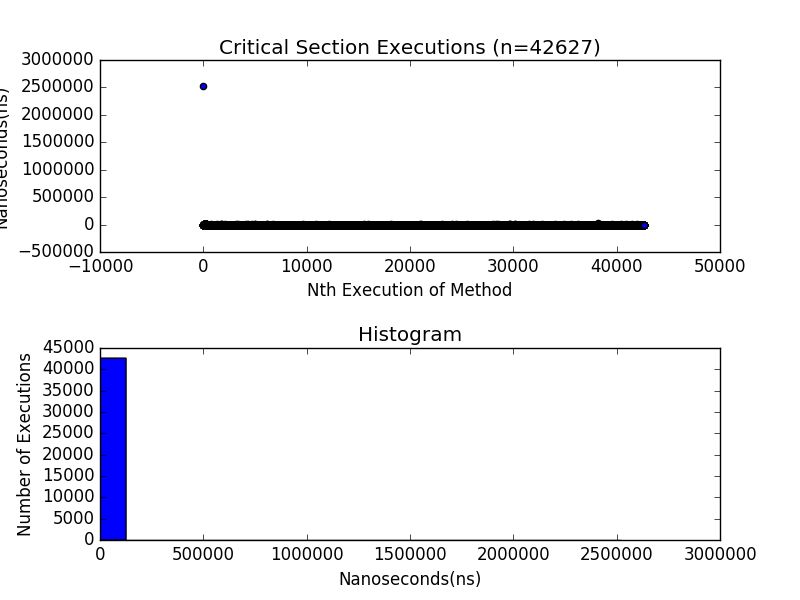 Critical Section Executions (n=42627)
3000000
2500000
2000000
1500000
1000000
500000
0
−500000
Nanoseconds(ns)
−10000 0 10000 20000 30000 40000 50000
Nth Execution of Method
Histogram
45000
40000
35000
30000
25000
20000
15000
10000
5000
0
Number of Executions
0 500000 1000000 1500000 2000000 2500000 3000000
Nanoseconds(ns)